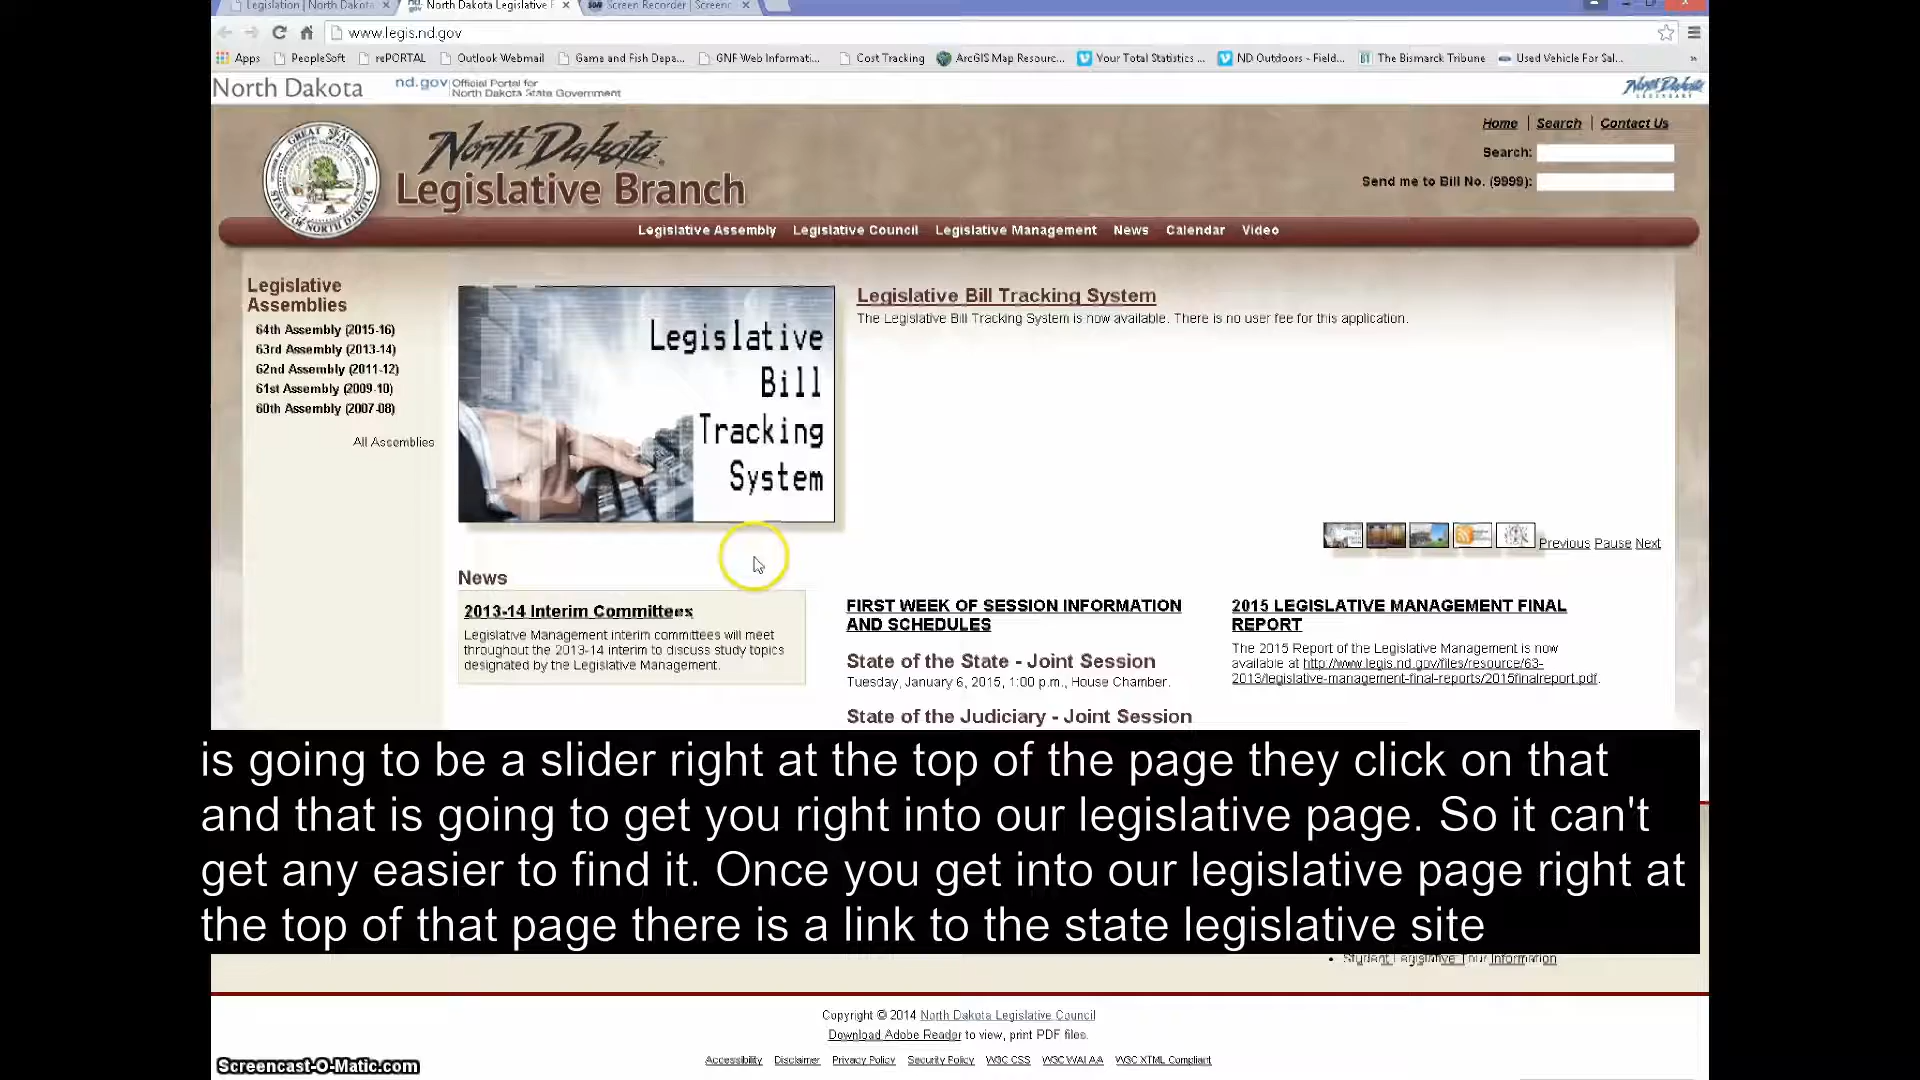 Legislation | North Dakota
North Dakota Legislative
Screen Recorder | Screen
www.legis.nd.gov
Apps PeopleSoft rePORTAL Outlook Webmail Game and Fish Depa... GNF Web Informati... Cost Tracking ArcGIS Map Resourc... Your Total Statistics ... ND Outdoors - Field... The Bismarck Tribune Used Vehicle For Sal... »
North Dakota nd.gov Official Portal for
North Dakota State Government
North Dakota
LEGENDARY
Home | Search | Contact Us
Search:
Send me to Bill No. (9999):
GREAT SEAL
STATE OF NORTH DAKOTA
North Dakota
Legislative Branch
Legislative Assembly Legislative Council Legislative Management News Calendar Video
Legislative
Assemblies
64th Assembly (2015-16)
63rd Assembly (2013-14)
62nd Assembly (2011-12)
61st Assembly (2009-10)
60th Assembly (2007-08)
All Assemblies
Legislative
Bill
Tracking
System
Legislative Bill Tracking System
The Legislative Bill Tracking System is now available. There is no user fee for this application.
Previous Pause Next
News
2013-14 Interim Committees
Legislative Management interim committees will meet
throughout the 2013-14 interim to discuss study topics
designated by the Legislative Management.
FIRST WEEK OF SESSION INFORMATION
AND SCHEDULES
State of the State - Joint Session
Tuesday, January 6, 2015, 1:00 p.m., House Chamber.
State of the Judiciary - Joint Session
2015 LEGISLATIVE MANAGEMENT FINAL
REPORT
The 2015 Report of the Legislative Management is now
available at http://www.legis.nd.gov/files/resource/63-
2013/legislative-management-final-reports/2015finalreport.pdf.
is going to be a slider right at the top of the page they click on that
and that is going to get you right into our legislative page. So it can't
get any easier to find it. Once you get into our legislative page right at
the top of that page there is a link to the state legislative site
• Student Legislative Tour Information
Copyright © 2014 North Dakota Legislative Council
Download Adobe Reader to view, print PDF files.
Accessibility Disclaimer Privacy Policy Security Policy W3C CSS W3C WAI AA W3C XTML Compliant
Screencast-O-Matic.com